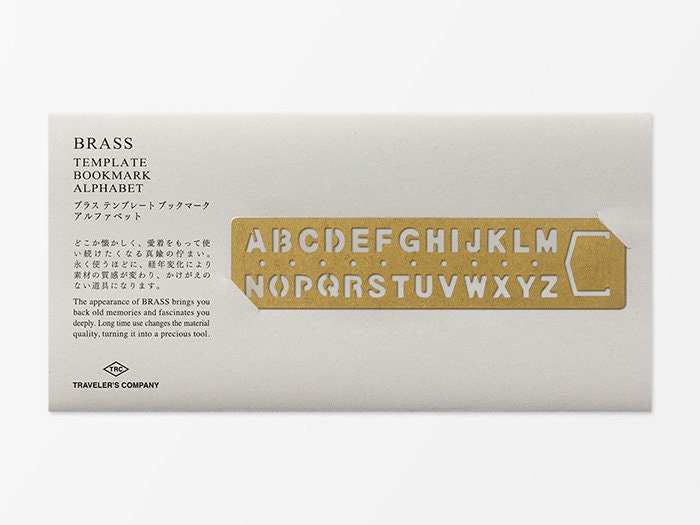 BRASS
TEMPLATE
BOOKMARK
ALPHABET
ブラス テンプレート ブックマーク
アルファベット
どこか懐かしく、愛着をもって使
い続けたくなる真鍮の佇まい。
永く使うほどに、経年変化により
素材の質感が変わり、かけがえの
ない道具になります。
The appearance of BRASS brings you
back old memories and fascinates you
deeply. Long time use changes the material
quality, turning it into a precious tool.
TRC
TRAVELER'S COMPANY
ABCDEFGHIJKLM
NOPQRSTUVWXYZ